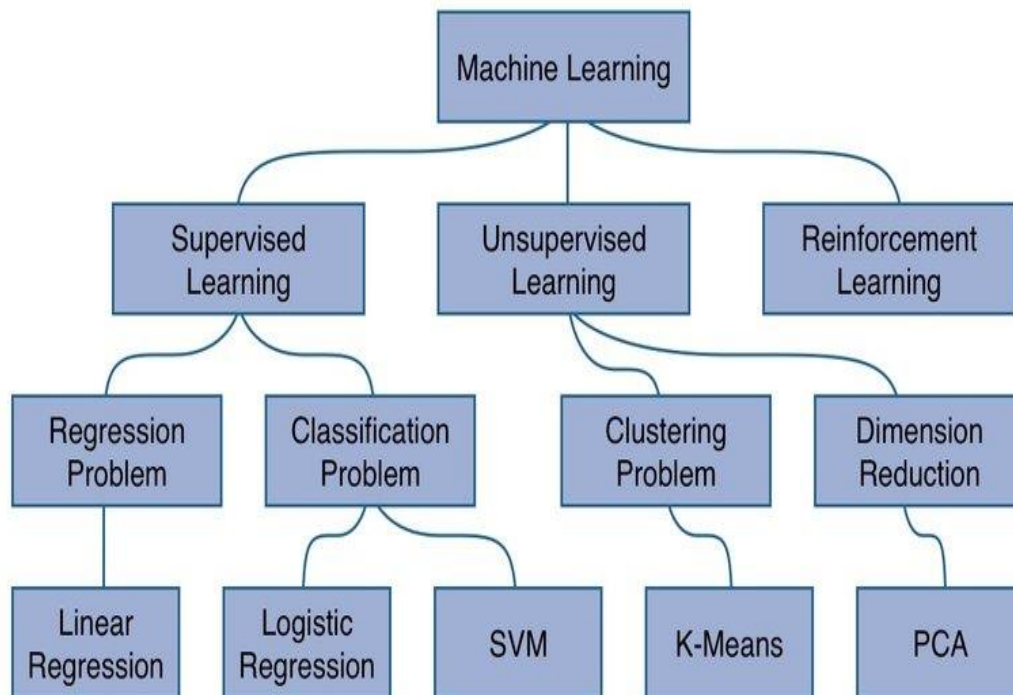 Machine Learning
Supervised
Learning
Unsupervised
Learning
Reinforcement
Learning
Regression
Problem
Classification
Problem
Clustering
Problem
Dimension
Reduction
Linear
Regression
Logistic
Regression
SVM
K-Means
PCA